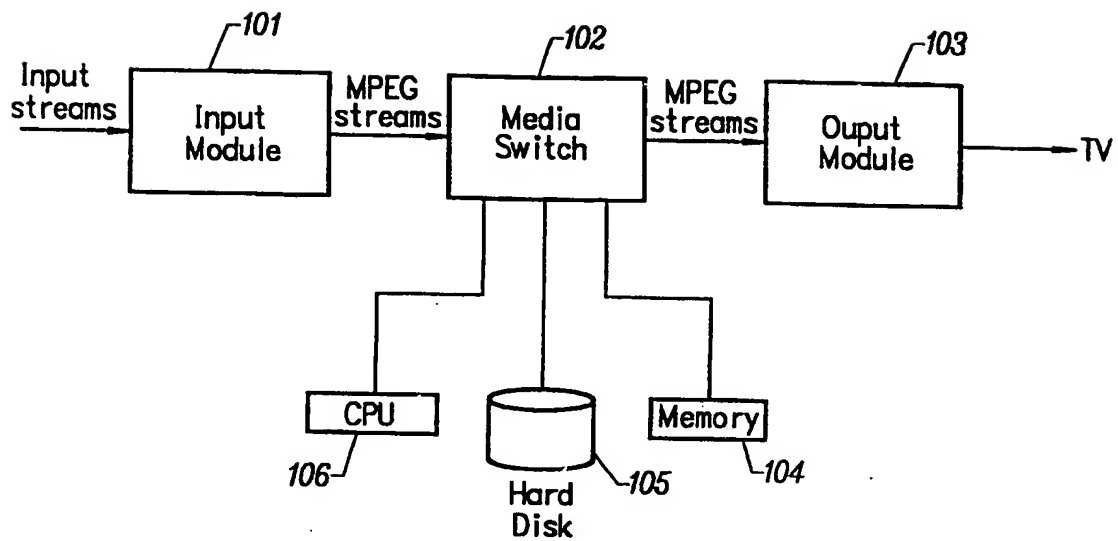 101
102
103
Input
streams
Input
Module
MPEG
streams
Media
Switch
MPEG
streams
Ouput
Module
TV
CPU
106
Hard
Disk
105
Memory
104